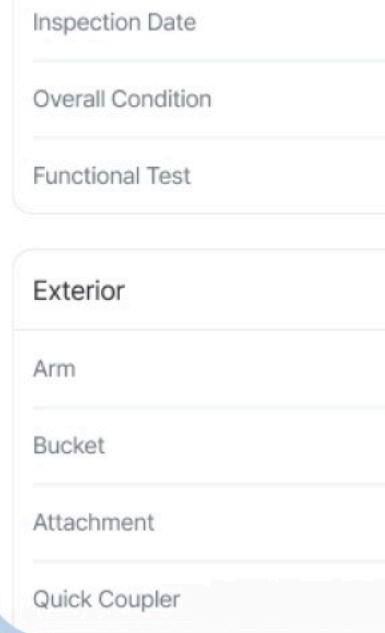 Inspection Date
Overall Condition
Functional Test
Exterior
Arm
Bucket
Attachment
Quick Coupler